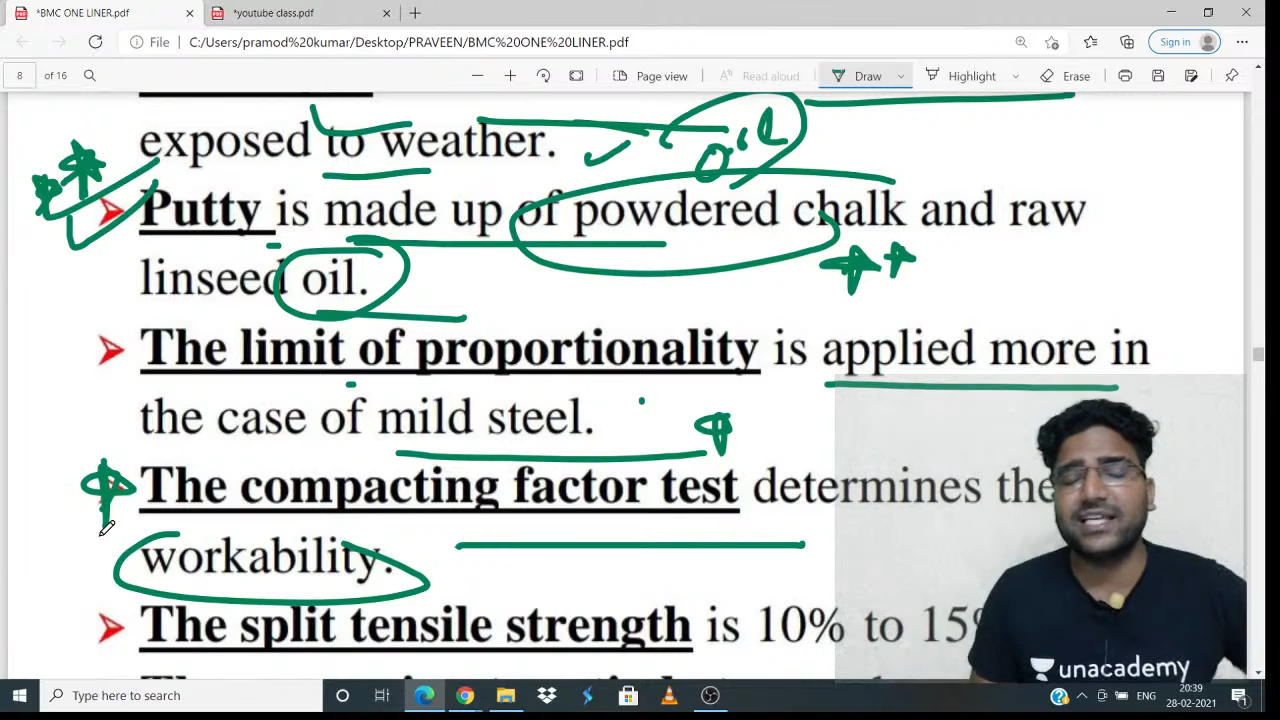 *BMC ONE LINER.pdf
*youtube class.pdf
File
C:/Users/pramod%20kumar/Desktop/PRAVEEN/BMC%20ONE%20LINER.pdf
Sign in
8
of 16
Page view
Read aloud
Draw
Highlight
Erase
exposed to weather.
oil
Putty is made up of powdered chalk and raw
linseed oil.
The limit of proportionality is applied more in
the case of mild steel.
The compacting factor test determines the
workability.
The split tensile strength is 10% to 15%
unacademy
Type here to search
ENG
20:39
28-02-2021